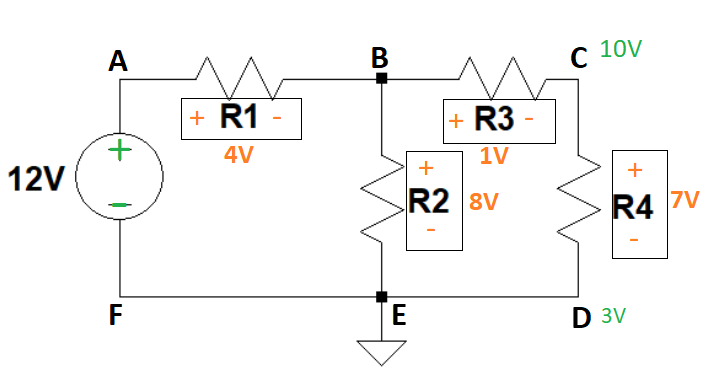 A
B
C 10V
+ R1 -
+ R3 -
4V
1V
12V
+
-
+
R2
-
8V
+
R4
-
7V
F
E
D 3V